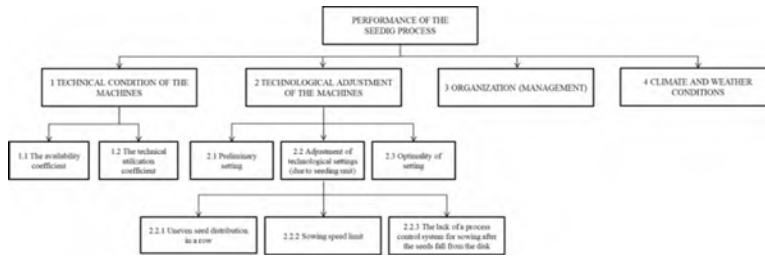 PERFORMANCE OF THE
SEEDIG PROCESS
1 TECHNICAL CONDITION OF THE
MACHINES
2 TECHNOLOGICAL ADJUSTMENT
OF THE MACHINES
3 ORGANIZATION (MANAGEMENT)
4 CLIMATE AND WEATHER
CONDITIONS
1.1 The availability
coefficient
1.2 The technical
utilization
coefficient
2.1 Preliminary
setting
2.2 Adjustment of
technological settings
(due to seeding unit)
2.3 Optimality of
setting
2.2.1 Uneven seed distribution
in a row
2.2.2 Sowing speed limit
2.2.3 The lack of a process
control system for sowing after
the seeds fall from the disk